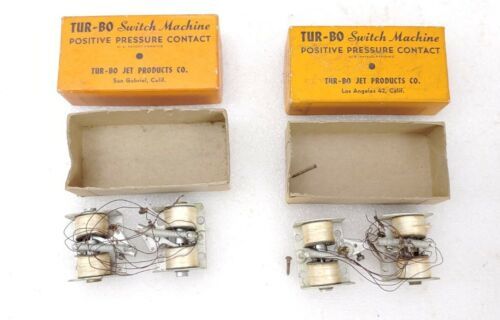 TUR-BO Switch Machine
POSITIVE PRESSURE CONTACT
TUR-BO JET PRODUCTS CO.
San Gabriel, Calif.
TUR-BO Switch Machine
POSITIVE PRESSURE CONTACT
TUR-BO JET PRODUCTS CO.
Los Angeles 42, Calif.